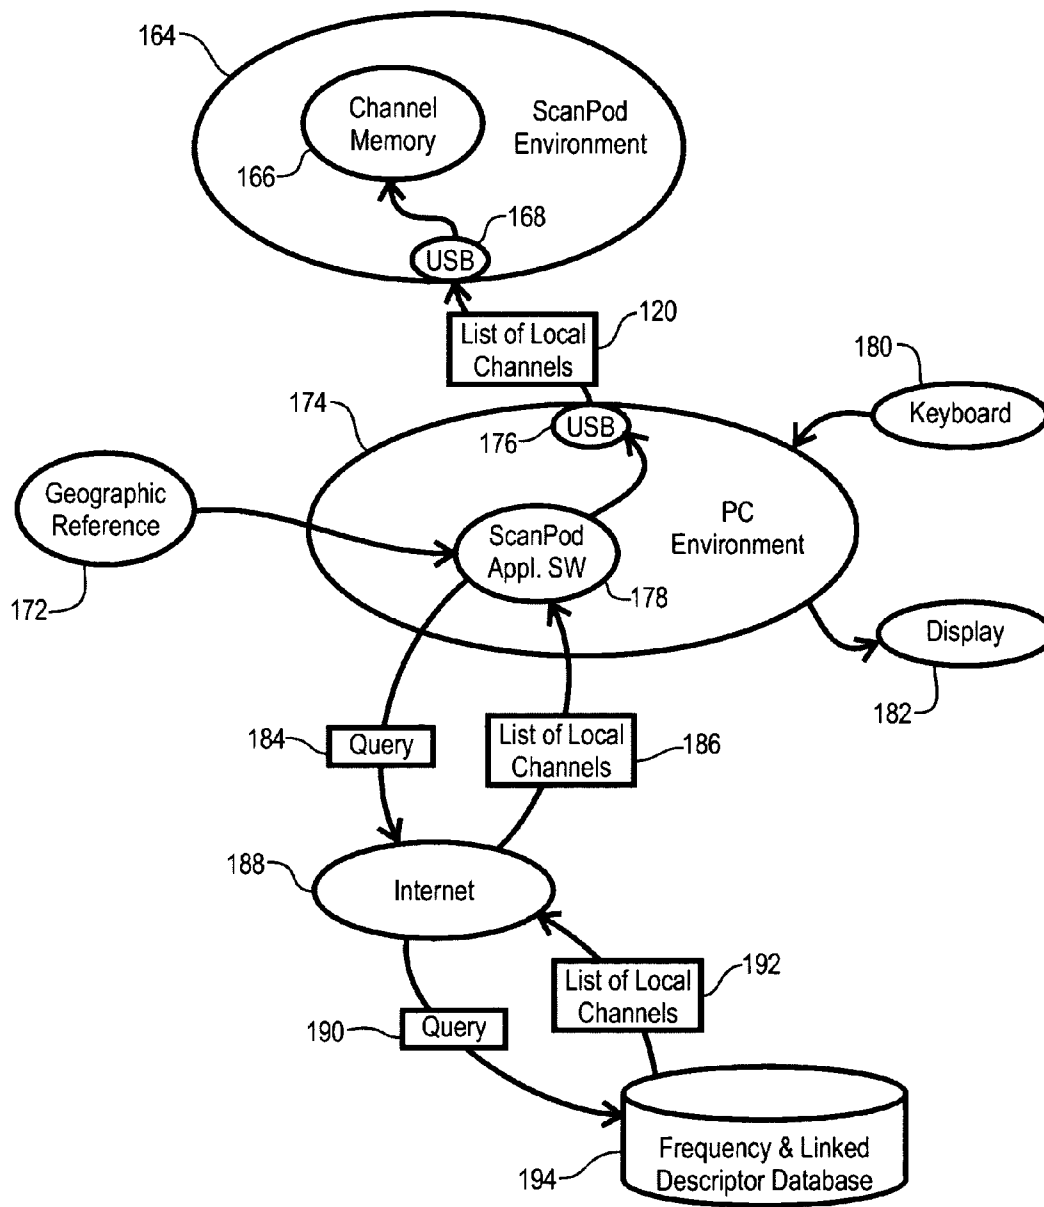 164
Channel
Memory
ScanPod
Environment
166
168
USB
List of Local
Channels
120
174
180
Keyboard
176
USB
Geographic
Reference
ScanPod
Appl. SW
PC
Environment
172
178
Display
182
184
Query
List of Local
Channels
186
188
Internet
List of Local
Channels
192
190
Query
Frequency & Linked
Descriptor Database
194